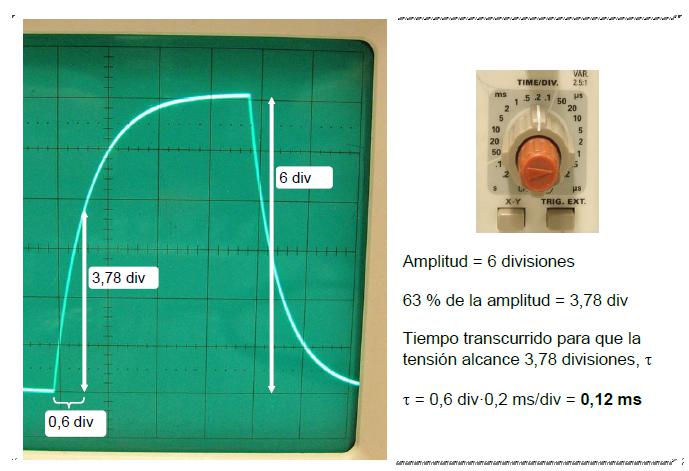 6 div
3,78 div
0,6 div
VAR.
TIME/DIV. 2.5:1
ms 2 1 .5 .2 .1 50 µs
5 20
10 10
20 5
50 2
.1 1
.2 .5
s .2 µs
X-Y TRIG. EXT.
Amplitud = 6 divisiones
63 % de la amplitud = 3,78 div
Tiempo transcurrido para que la
tensión alcance 3,78 divisiones, τ
τ = 0,6 div·0,2 ms/div = 0,12 ms